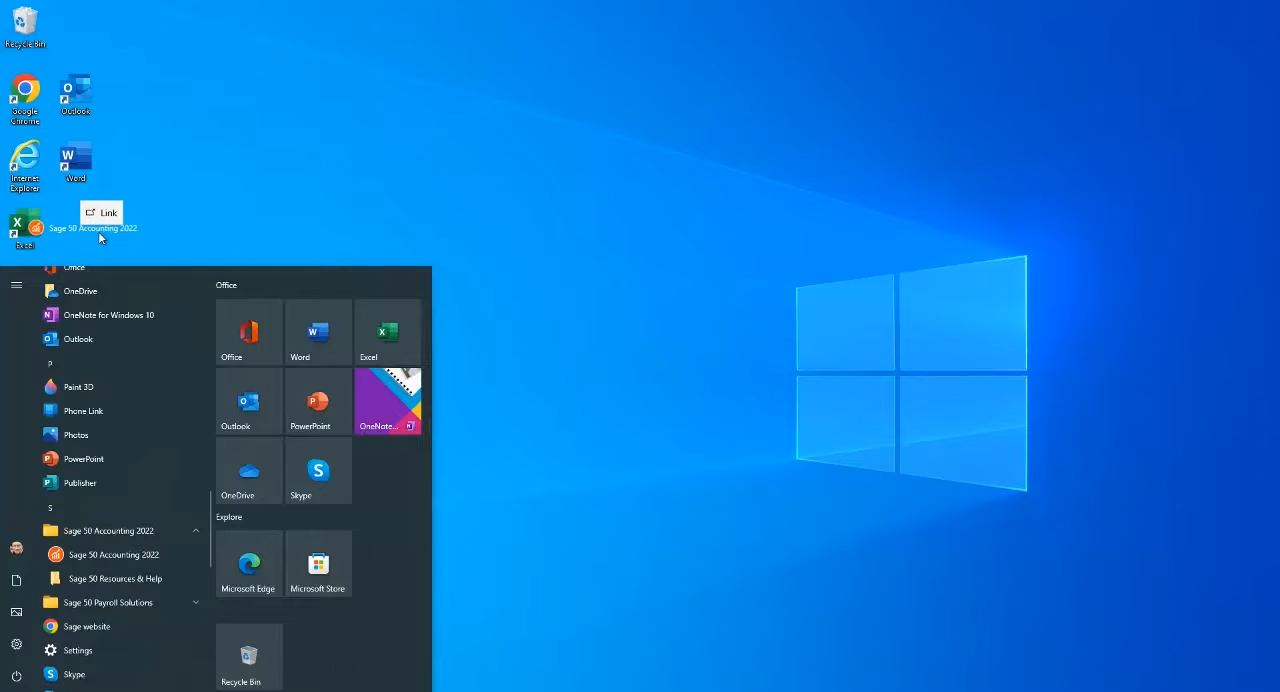 Recycle Bin
Google
Chrome
Outlook
Internet
Explorer
Word
Link
Excel
Sage 50 Accounting 2022
Office
OneDrive
OneNote for Windows 10
Outlook
P
Paint 3D
Phone Link
Photos
PowerPoint
Publisher
S
Sage 50 Accounting 2022
Sage 50 Accounting 2022
Sage 50 Resources & Help
Sage 50 Payroll Solutions
Sage website
Settings
Skype
Office
Office
Word
Excel
Outlook
PowerPoint
OneNote...
OneDrive
Skype
Explore
Microsoft Edge
Microsoft Store
Recycle Bin